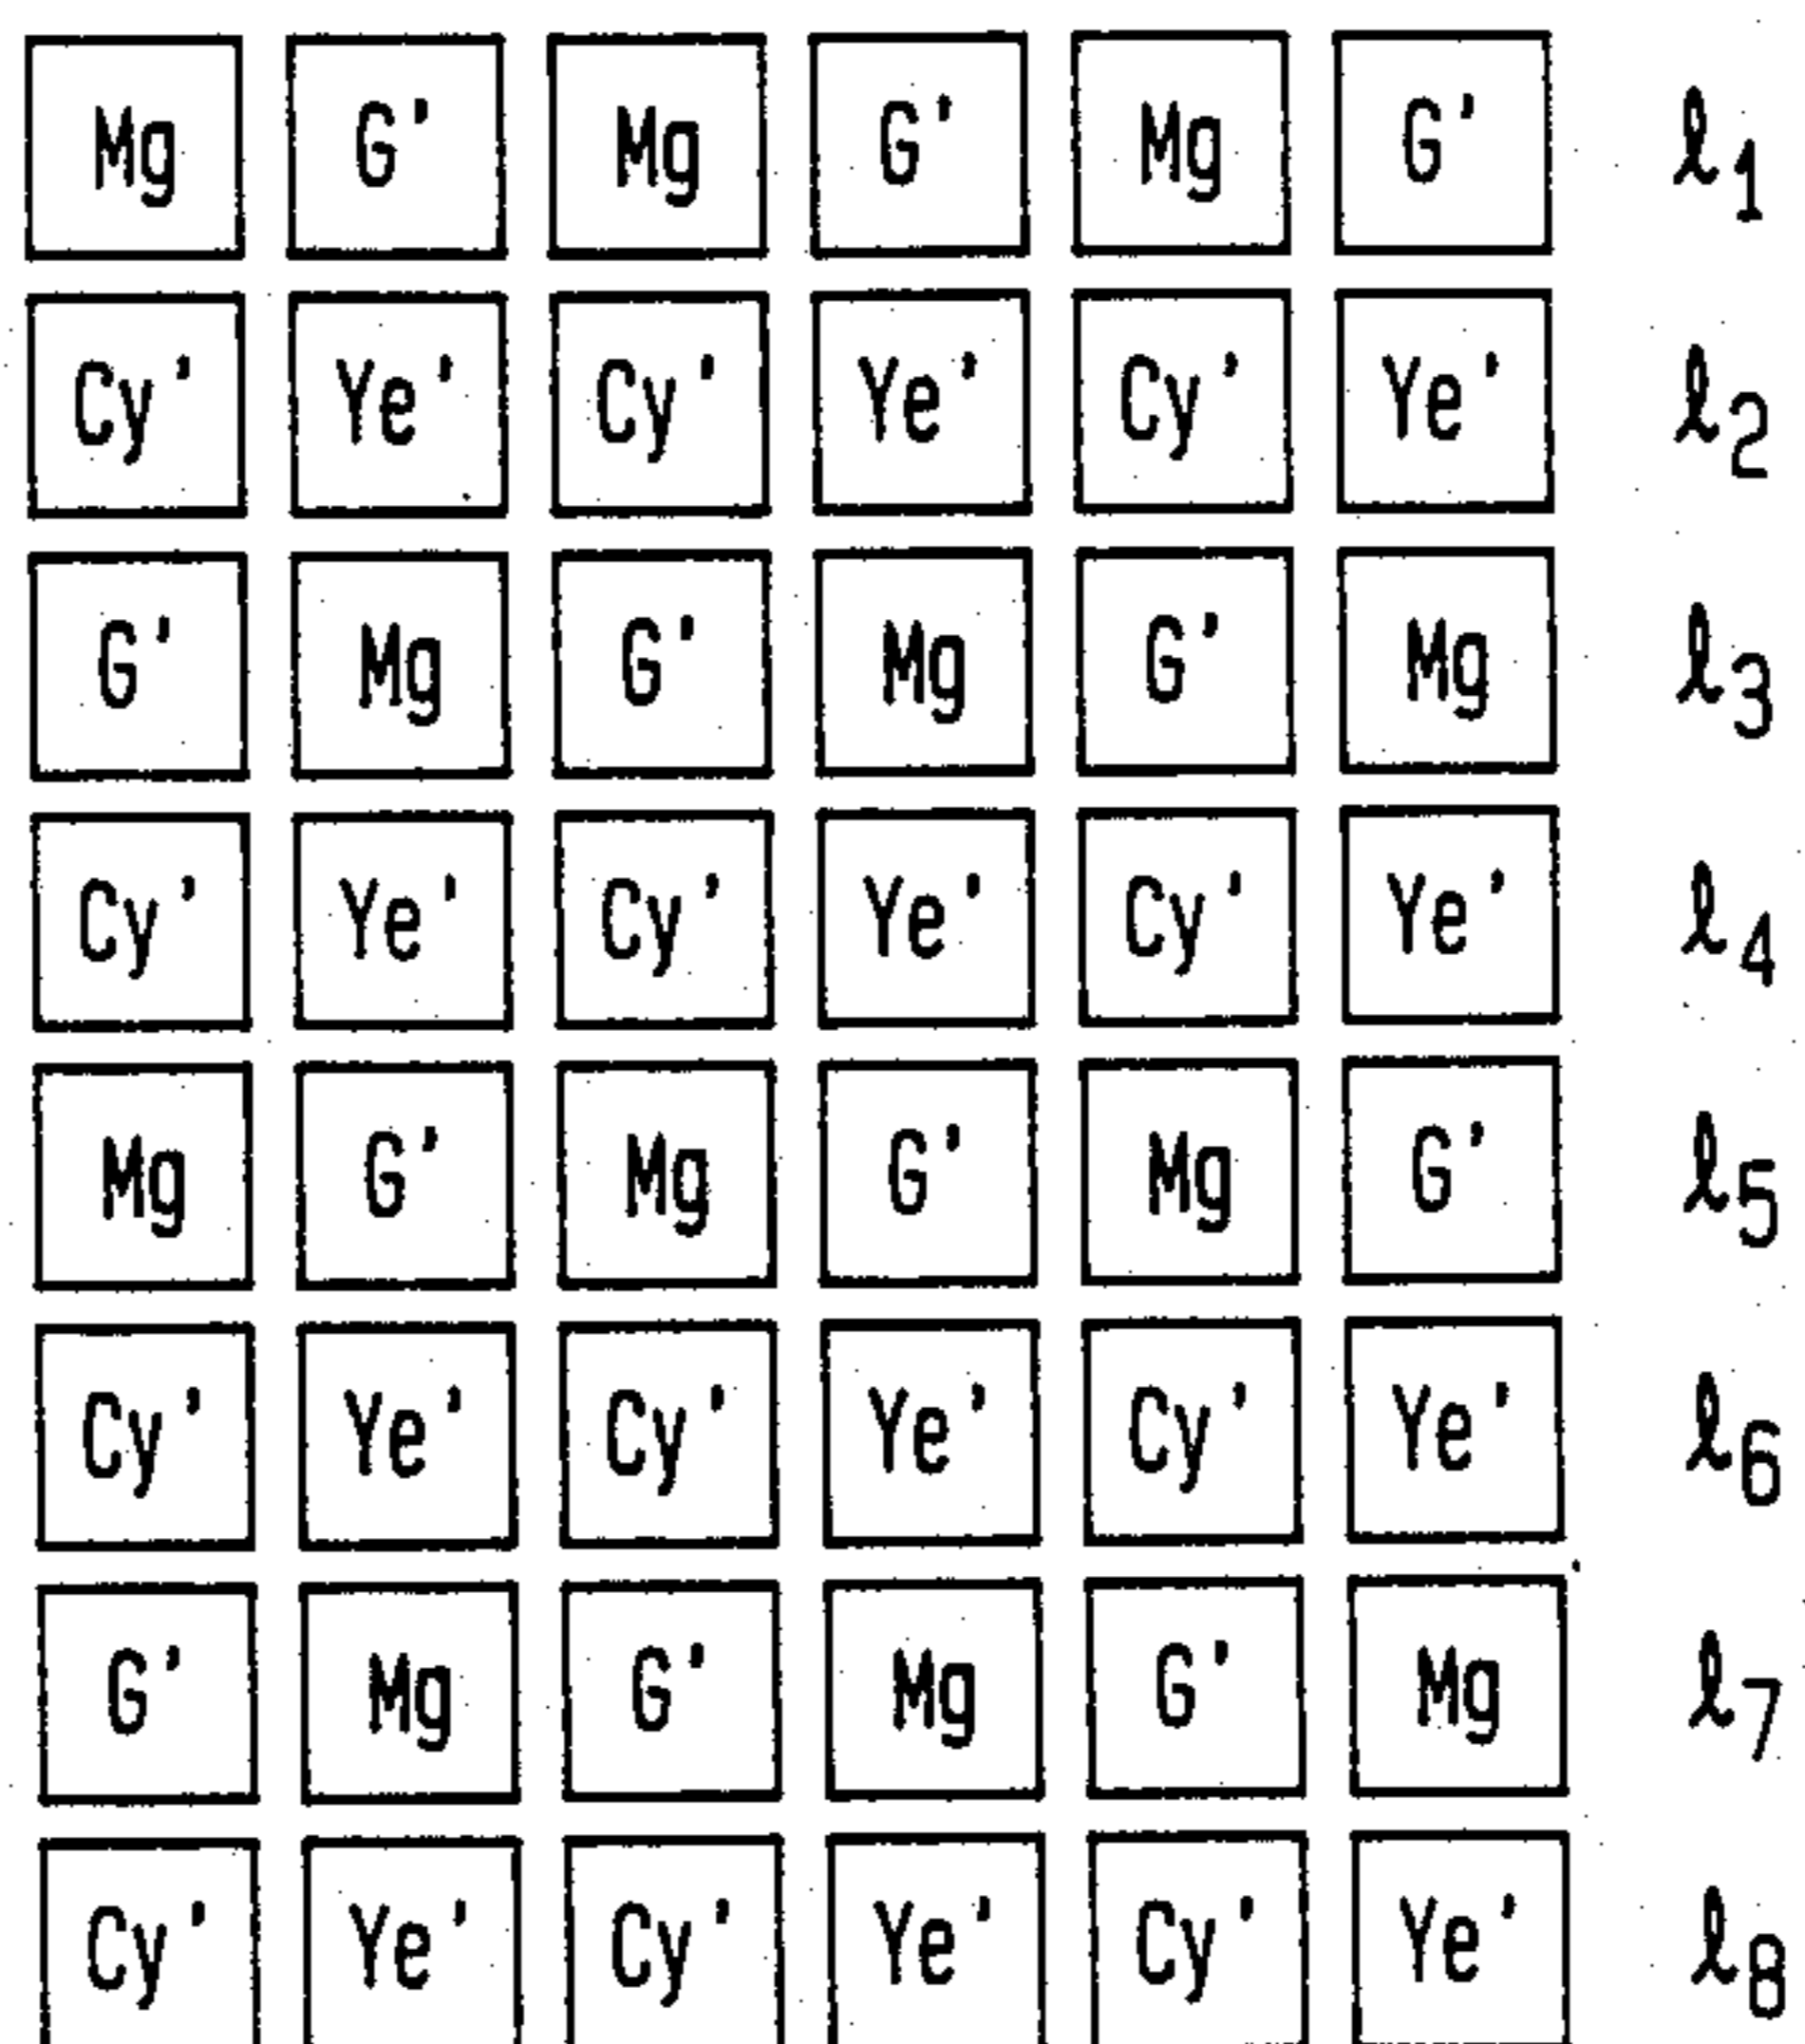 Mg G' Mg G' Mg G' ℓ1
Cy' Ye' Cy' Ye' Cy' Ye' ℓ2
G' Mg G' Mg G' Mg ℓ3
Cy' Ye' Cy' Ye' Cy' Ye' ℓ4
Mg G' Mg G' Mg G' ℓ5
Cy' Ye' Cy' Ye' Cy' Ye' ℓ6
G' Mg G' Mg G' Mg ℓ7
Cy' Ye' Cy' Ye' Cy' Ye' ℓ8